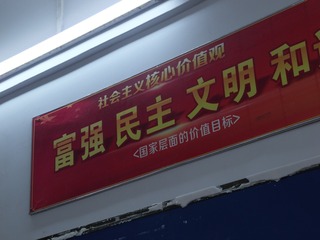 社会主义核心价值观
富强 民主 文明 和
<国家层面的价值目标>